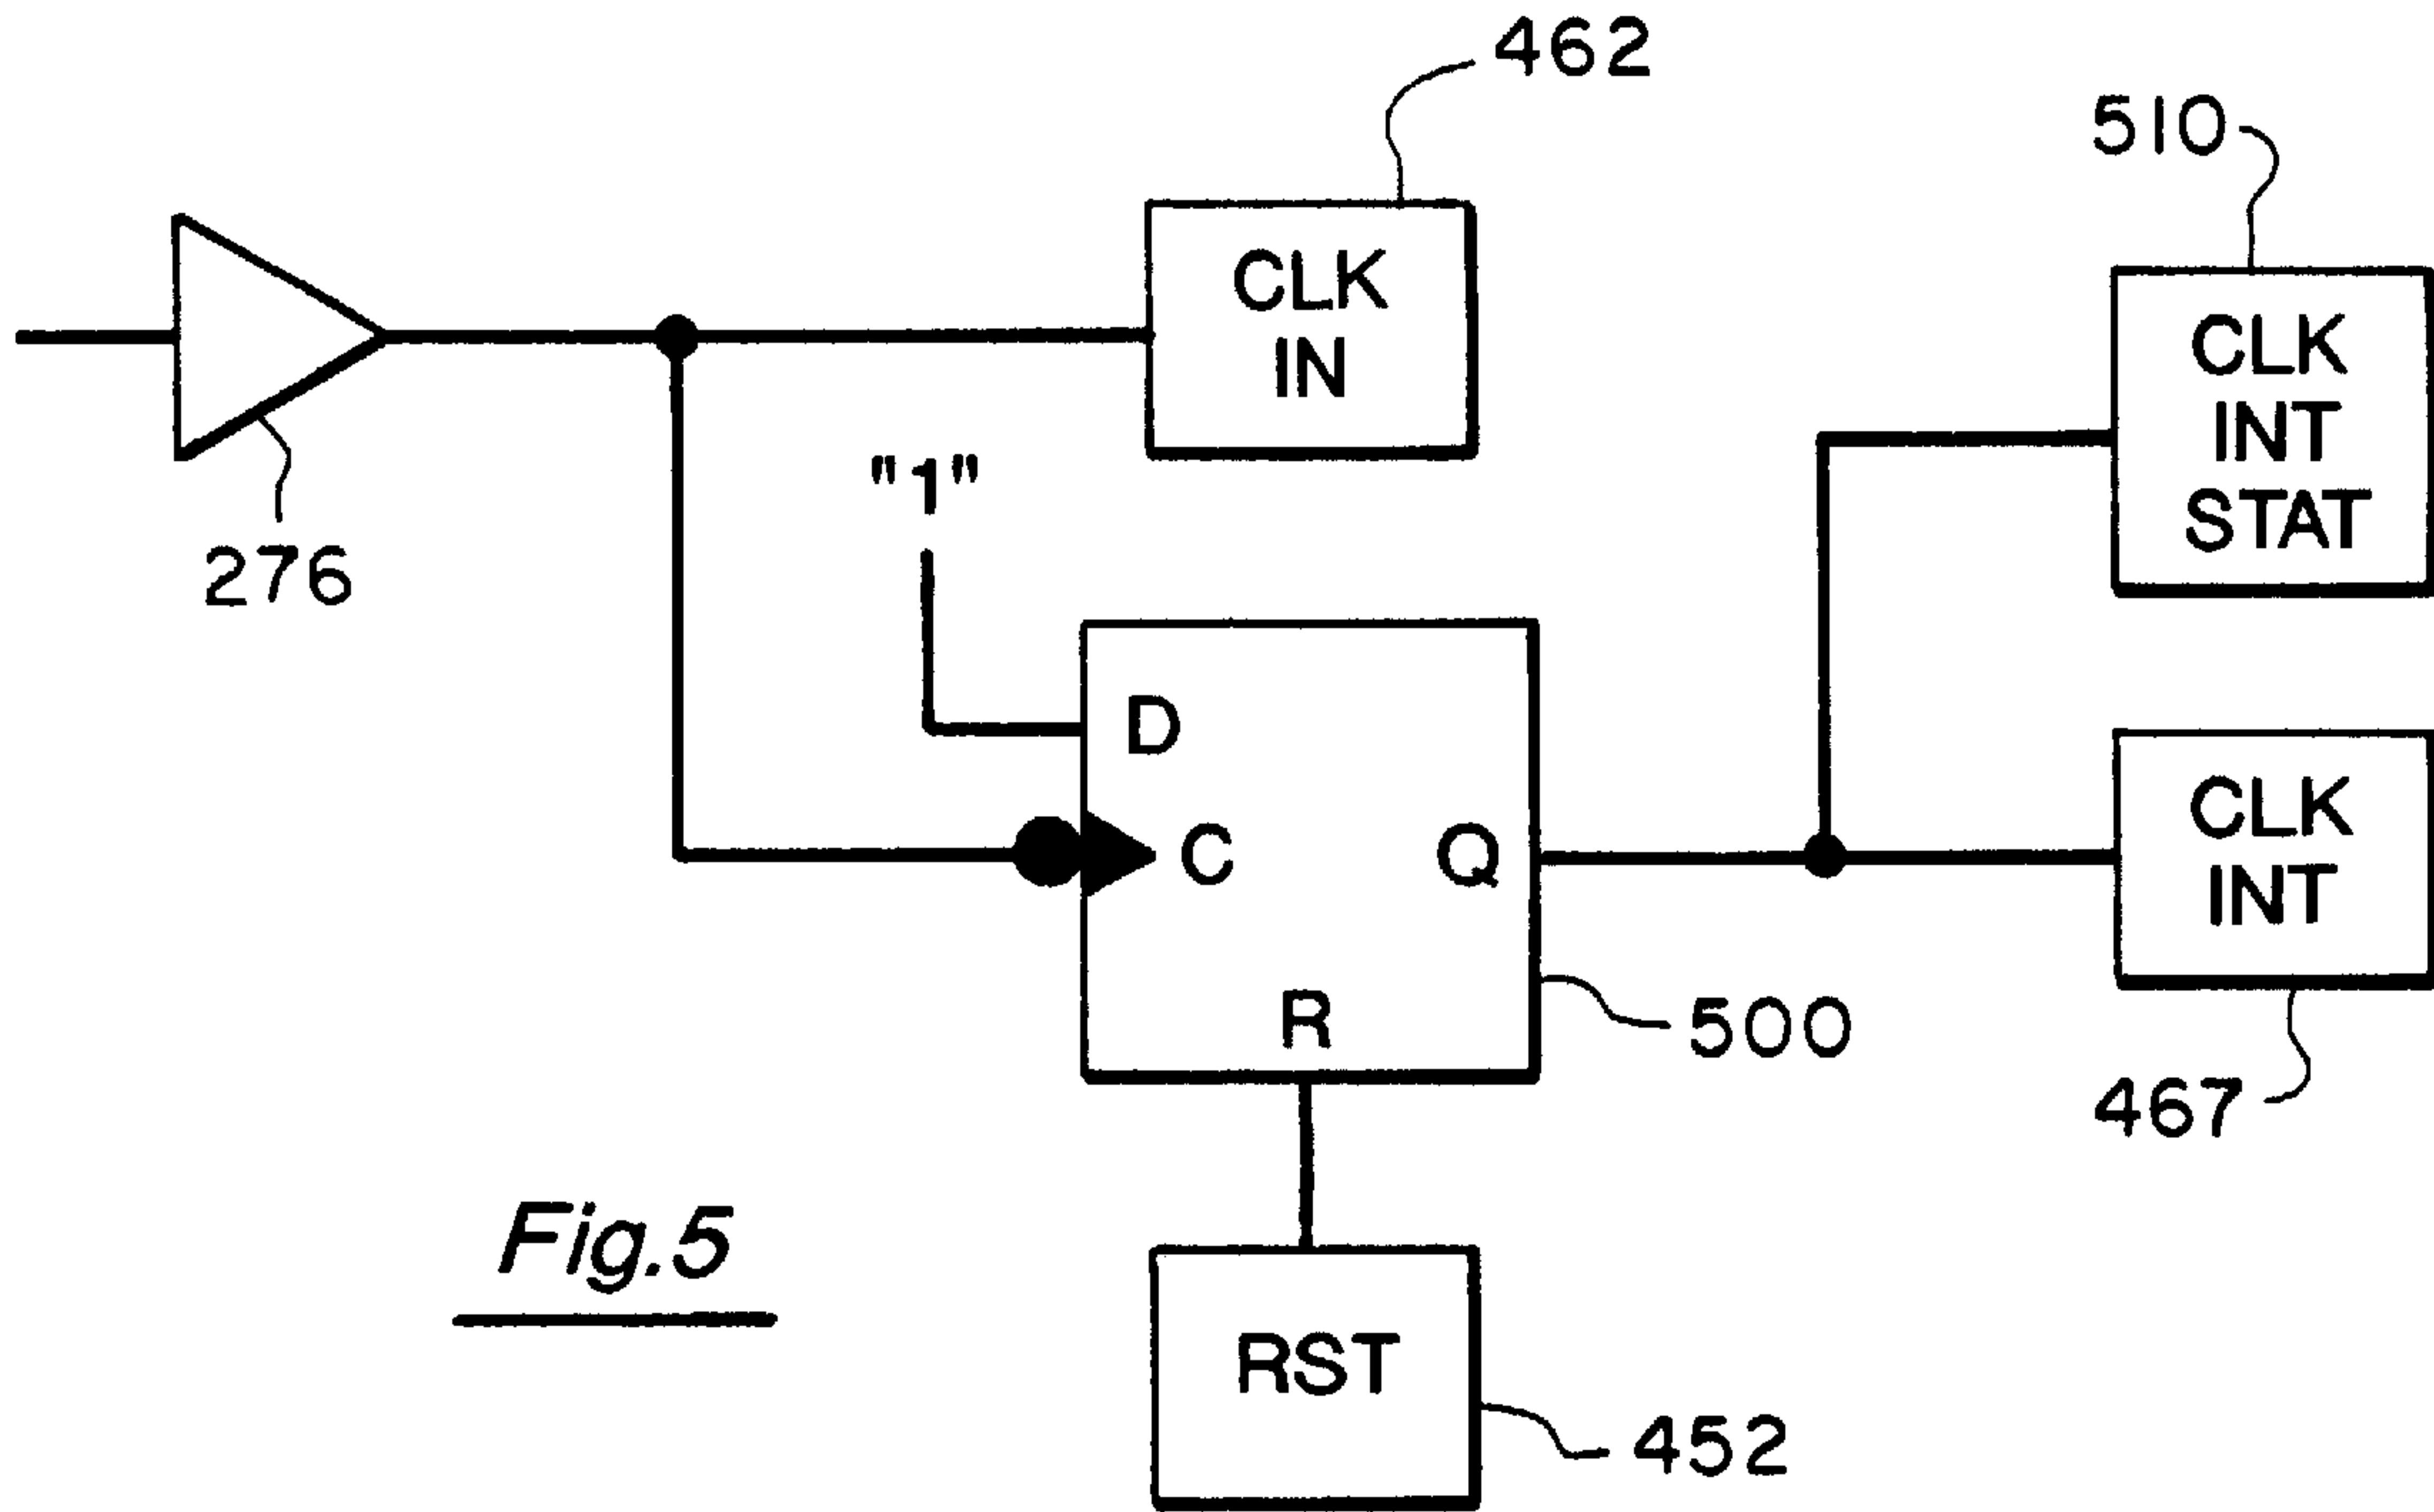 462
510
CLK
IN
CLK
INT
STAT
"1"
276
D
C
Q
CLK
INT
R
500
467
Fig.5
RST
452